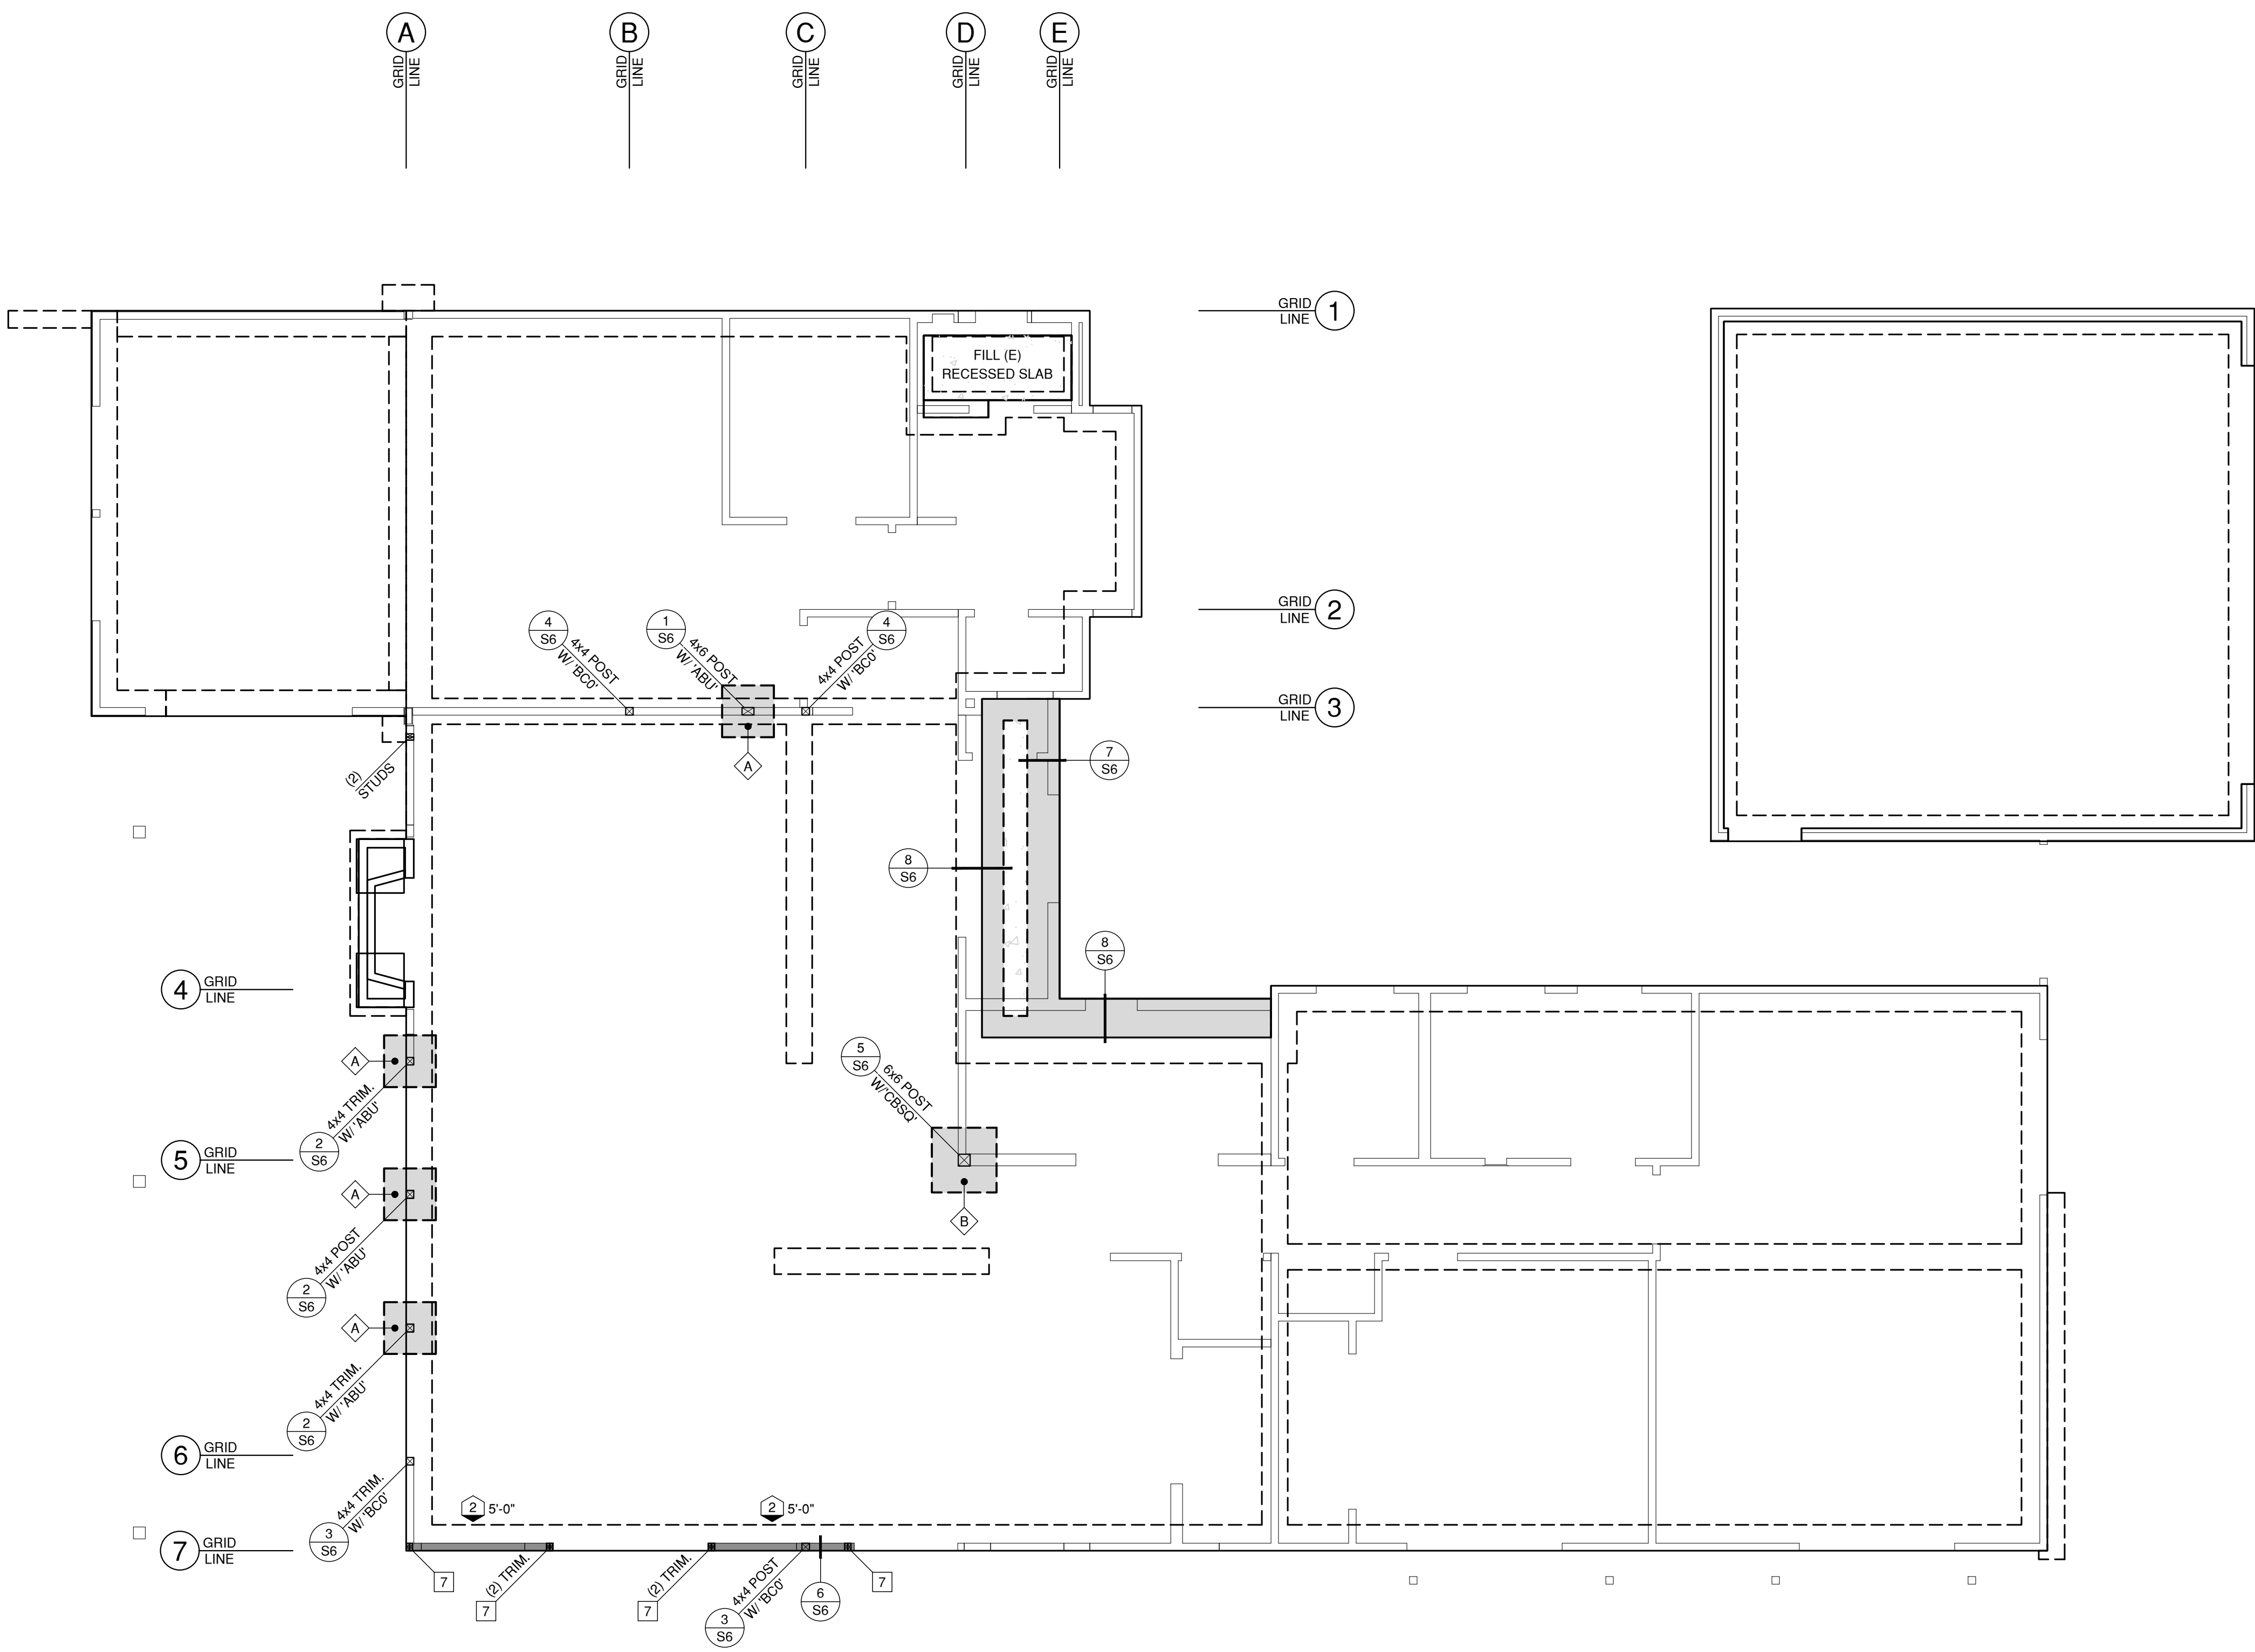 A
B
C
D
E
GRID
LINE
GRID
LINE
GRID
LINE
GRID
LINE
GRID
LINE
GRID
LINE
1
FILL (E)
RECESSED SLAB
GRID
LINE
2
4
S6
4x4 POST
W/ 'BC0'
1
S6
4x6 POST
W/ 'ABU'
4
S6
4x4 POST
W/ 'BC0'
GRID
LINE
3
A
(2)
STUDS
7
S6
8
S6
8
S6
4
GRID
LINE
A
4x4 TRIM.
W/ 'ABU'
2
S6
5
S6
6x6 POST
W/'CBSQ'
B
5
GRID
LINE
A
4x4 POST
W/ 'ABU'
2
S6
A
4x4 TRIM.
W/ 'ABU'
2
S6
6
GRID
LINE
4x4 TRIM.
W/ 'BC0'
3
S6
2 5'-0"
2 5'-0"
7
GRID
LINE
7
(2) TRIM.
7
(2) TRIM.
7
4x4 POST
W/ 'BC0'
3
S6
6
S6
7